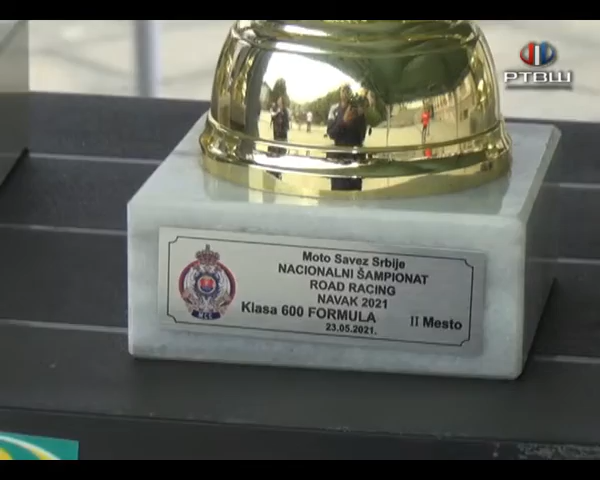 РТВШ
Moto Savez Srbije
NACIONALNI ŠAMPIONAT
ROAD RACING
NAVAK 2021
Klasa 600 FORMULA
II Mesto
23.05.2021.